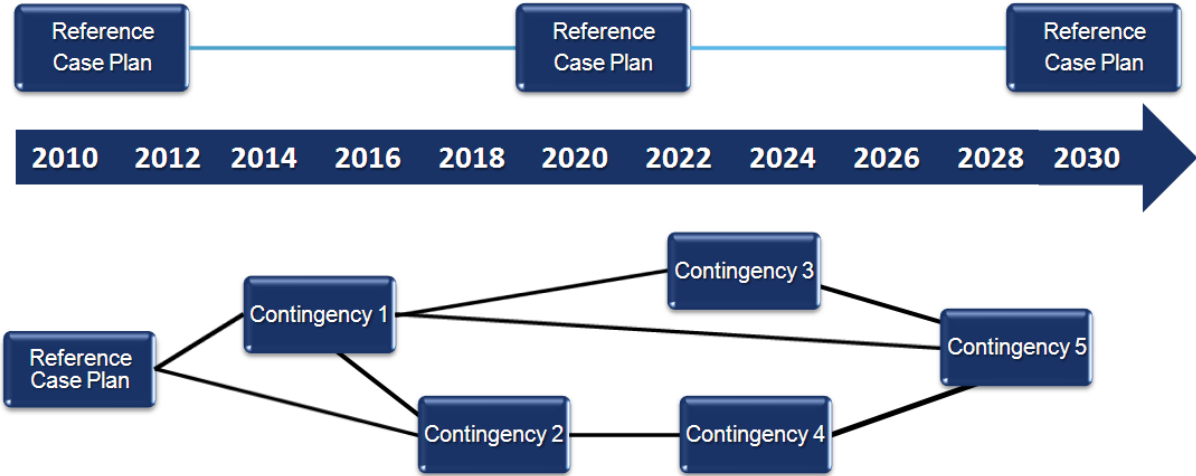 Reference
Case Plan
Reference
Case Plan
Reference
Case Plan
2010 2012 2014 2016 2018 2020 2022 2024 2026 2028 2030
Contingency 3
Contingency 1
Contingency 5
Reference
Case Plan
Contingency 2
Contingency 4